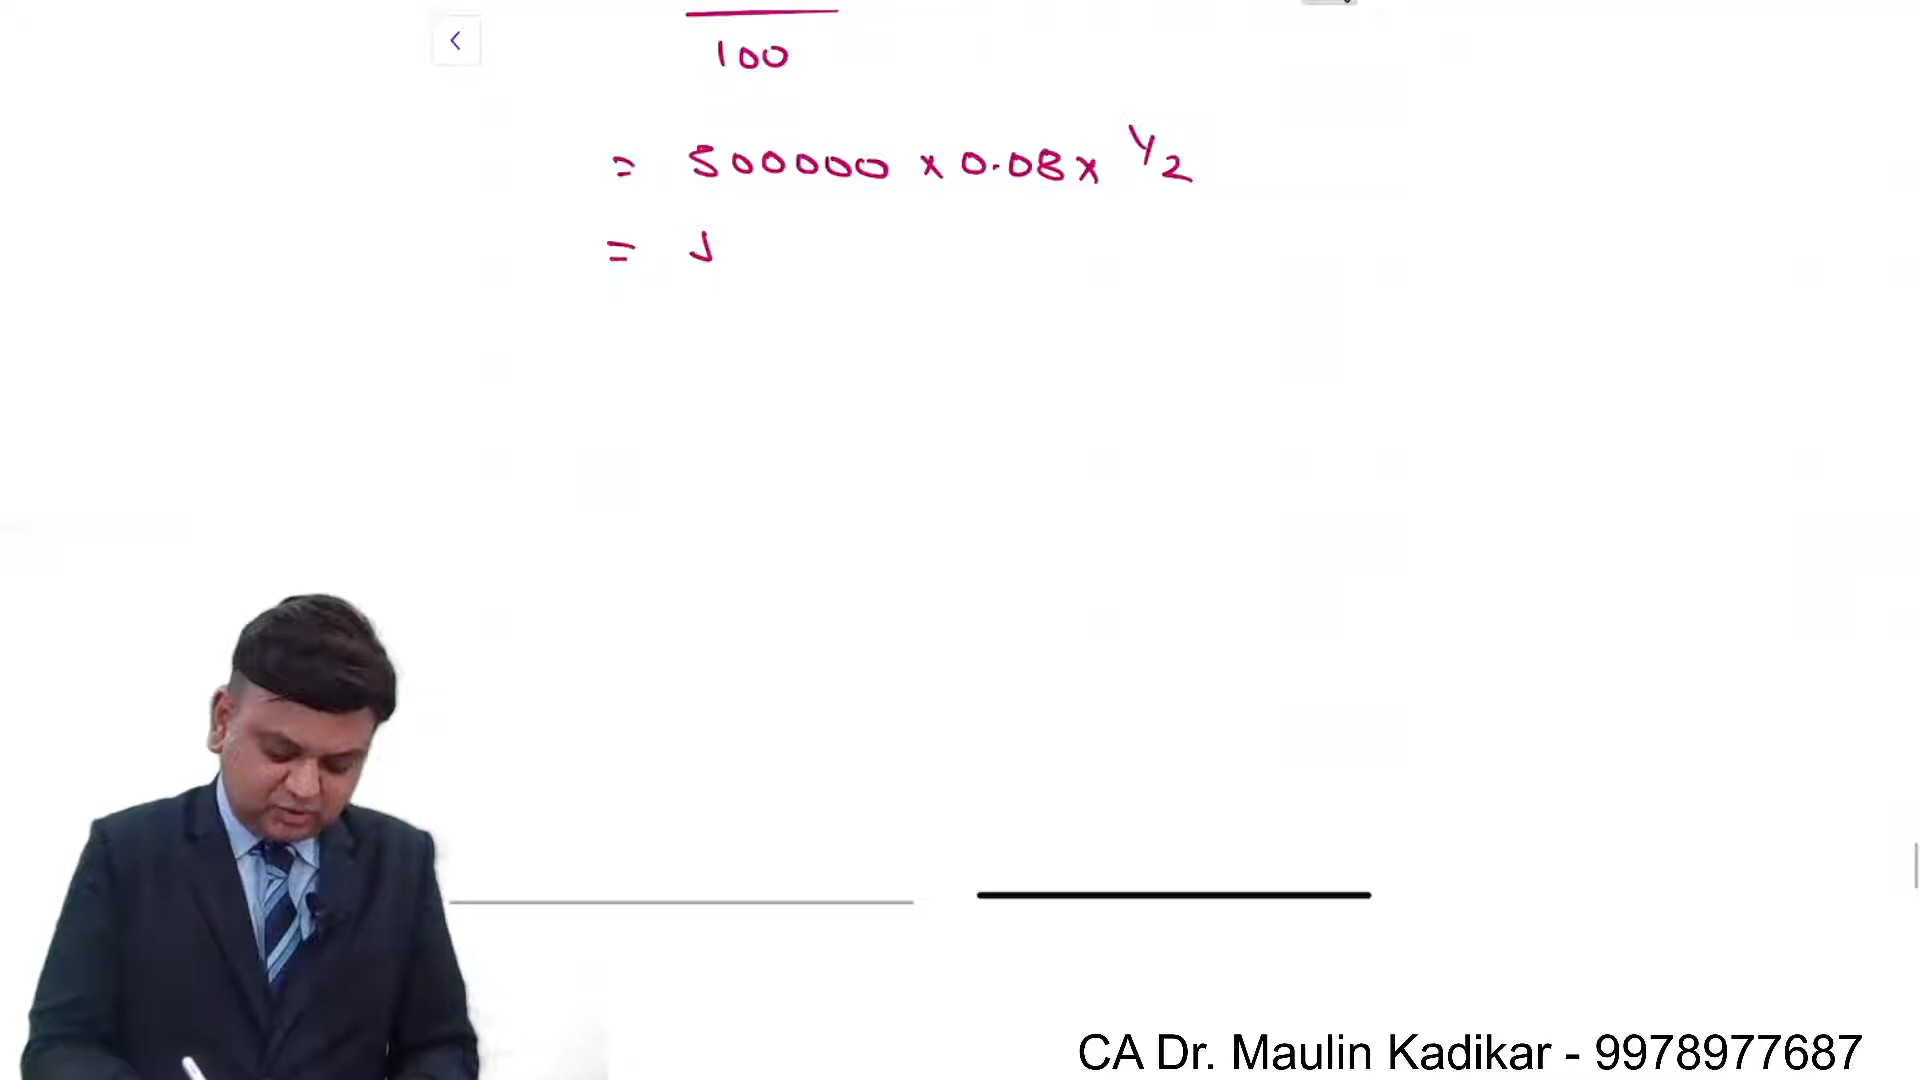 100
= 500000 x 0.08 x 1/2
=
CA Dr. Maulin Kadikar - 9978977687